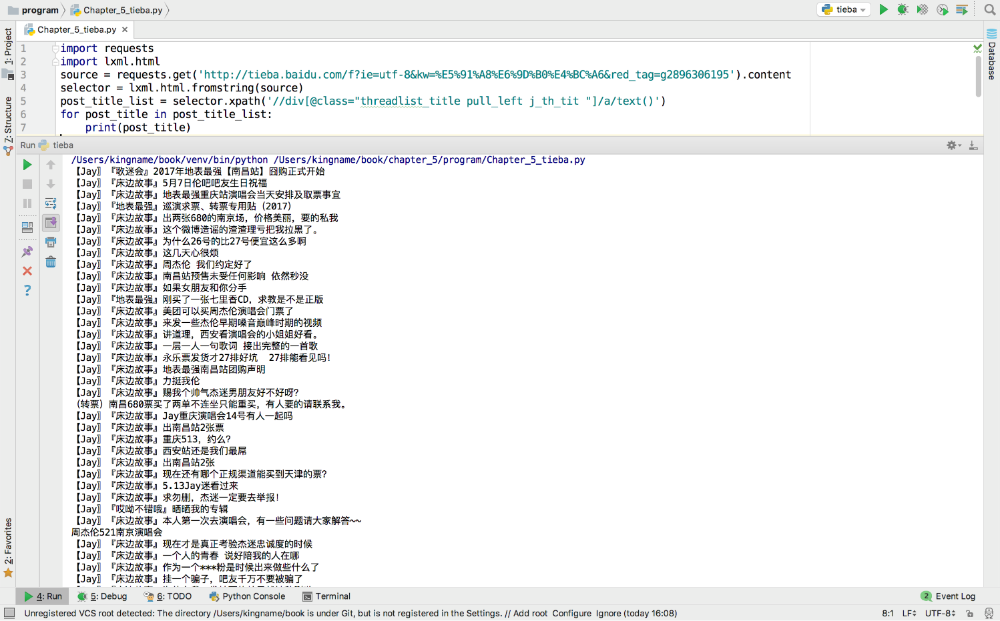 program
Chapter_5_tieba.py
tieba
Chapter_5_tieba.py
1: Project
7: Structure
2: Favorites
Database
1 import requests
2 import lxml.html
3 source = requests.get('http://tieba.baidu.com/f?ie=utf-8&kw=%E5%91%A8%E6%9D%B0%E4%BC%A6&red_tag=g2896306195').content
4 selector = lxml.html.fromstring(source)
5 post_title_list = selector.xpath('//div[@class="threadlist_title pull_left j_th_tit "]/a/text()')
6 for post_title in post_title_list:
7 print(post_title)
Run tieba
/Users/kingname/book/venv/bin/python /Users/kingname/book/chapter_5/program/Chapter_5_tieba.py
【Jay】『歌迷会』2017年地表最强【南昌站】囧购正式开始
【Jay】『床边故事』5月7日伦吧吧友生日祝福
【Jay】『床边故事』地表最强重庆站演唱会当天安排及取票事宜
【Jay】『地表最强』巡演求票、转票专用贴（2017）
【Jay】『床边故事』出两张680的南京场，价格美丽，要的私我
【Jay】『床边故事』这个微博造谣的渣渣理亏把我拉黑了。
【Jay】『床边故事』为什么26号的比27号便宜这么多啊
【Jay】『床边故事』这几天心很烦
【Jay】『床边故事』周杰伦 我们约定好了
【Jay】『床边故事』南昌站预售未受任何影响 依然秒没
【Jay】『床边故事』如果女朋友和你分手
【Jay】『地表最强』刚买了一张七里香CD，求教是不是正版
【Jay】『床边故事』美团可以买周杰伦演唱会门票了
【Jay】『床边故事』来发一些杰伦早期嗓音巅峰时期的视频
【Jay】『床边故事』讲道理，西安看演唱会的小姐姐好看。
【Jay】『床边故事』一层一人一句歌词 接出完整的一首歌
【Jay】『床边故事』永乐票发货才27排好坑  27排能看见吗！
【Jay】『床边故事』地表最强南昌站团购声明
【Jay】『床边故事』力挺我伦
【Jay】『床边故事』赐我个帅气杰迷男朋友好不好呀？
（转票）南昌680票买了两单不连坐只能重买，有人要的请联系我。
【Jay】『床边故事』Jay重庆演唱会14号有人一起吗
【Jay】『床边故事』出南昌站2张票
【Jay】『床边故事』重庆513，约么？
【Jay】『床边故事』西安站还是我们最屌
【Jay】『床边故事』出南昌站2张
【Jay】『床边故事』现在还有哪个正规渠道能买到天津的票？
【Jay】『床边故事』5.13Jay迷看过来
【Jay】『床边故事』求勿删，杰迷一定要去举报！
【Jay】『哎呦不错哦』晒晒我的专辑
【Jay】『床边故事』本人第一次去演唱会，有一些问题请大家解答~~
周杰伦521南京演唱会
【Jay】『床边故事』现在才是真正考验杰迷忠诚度的时候
【Jay】『床边故事』一个人的青春 说好陪我的人在哪
【Jay】『床边故事』作为一个***粉是时候出来做些什么了
【Jay】『床边故事』挂一个骗子，吧友千万不要被骗了
4: Run 5: Debug 6: TODO Python Console Terminal 2 Event Log
Unregistered VCS root detected: The directory /Users/kingname/book is under Git, but is not registered in the Settings. // Add root Configure Ignore (today 16:08) 8:1 LF UTF-8